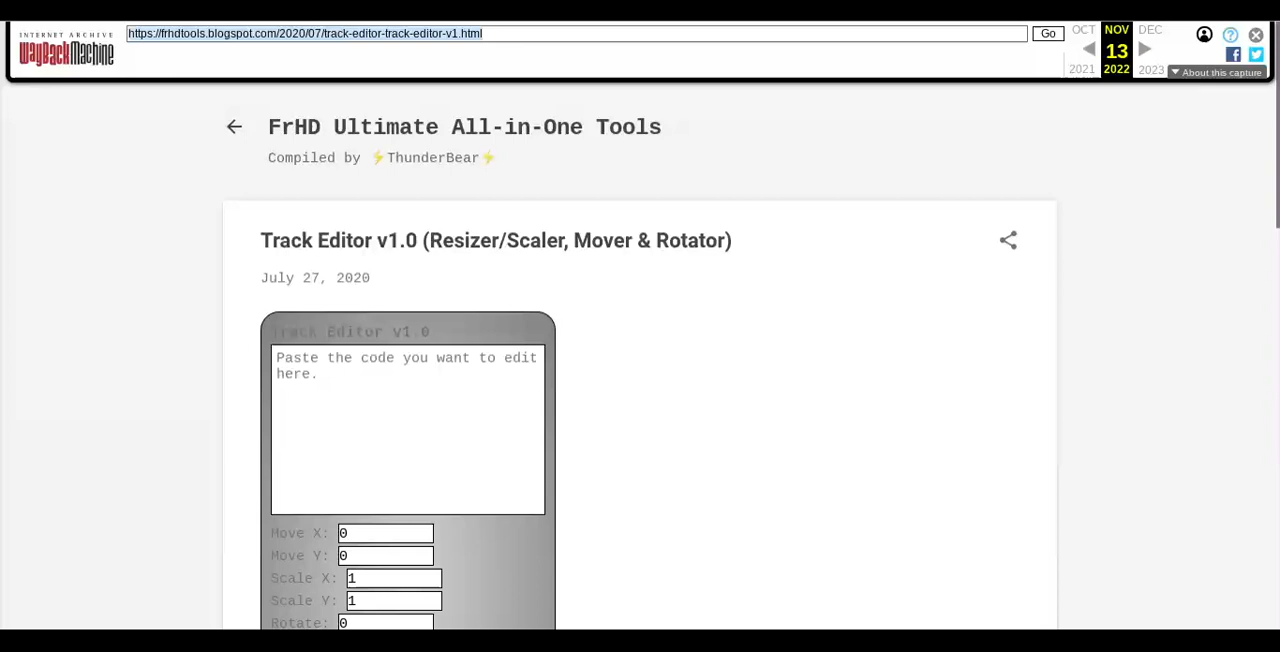 INTERNET ARCHIVE
WayBackMachine
https://frhdtools.blogspot.com/2020/07/track-editor-track-editor-v1.html
Go
OCT
NOV
DEC
13
2021
2022
2023
About this capture
FrHD Ultimate All-in-One Tools
Compiled by ⚡ThunderBear⚡
Track Editor v1.0 (Resizer/Scaler, Mover & Rotator)
July 27, 2020
Track Editor v1.0
Paste the code you want to edit
here.
Move X: 0
Move Y: 0
Scale X: 1
Scale Y: 1
Rotate: 0